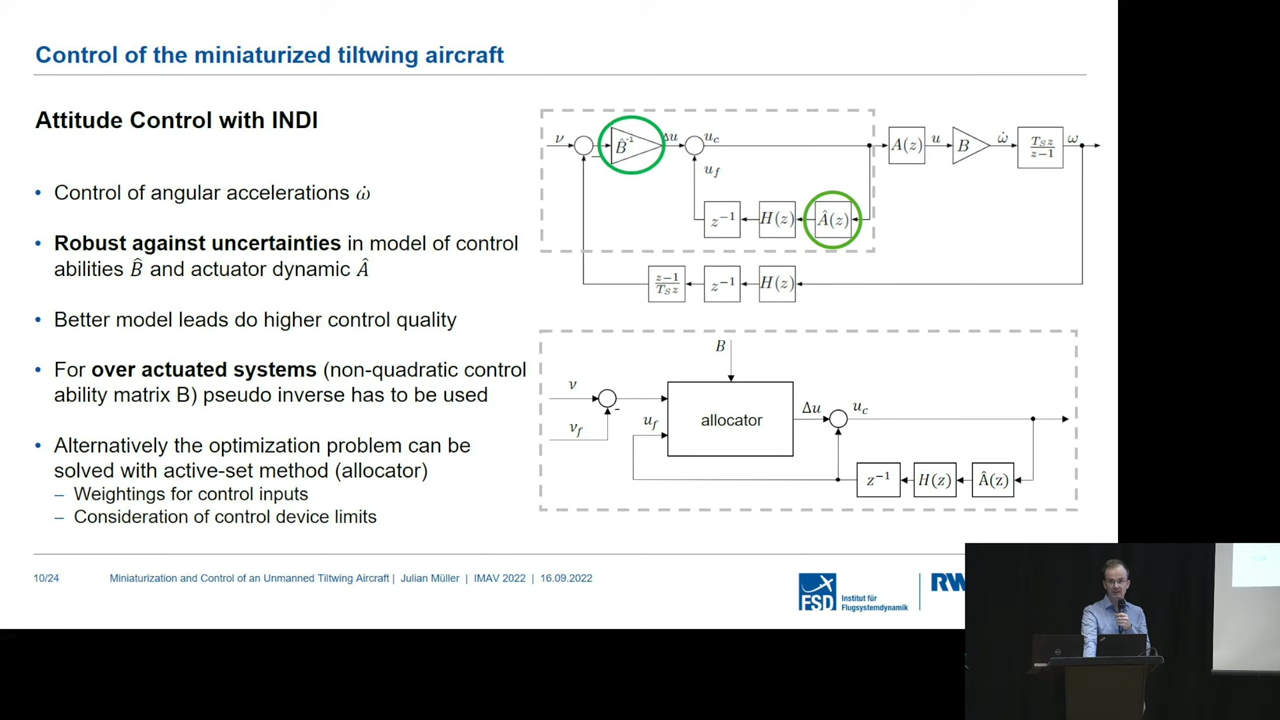 Control of the miniaturized tiltwing aircraft
Attitude Control with INDI
• Control of angular accelerations ω̇
• Robust against uncertainties in model of control
abilities B̂ and actuator dynamic Â
• Better model leads do higher control quality
• For over actuated systems (non-quadratic control
ability matrix B) pseudo inverse has to be used
• Alternatively the optimization problem can be
solved with active-set method (allocator)
– Weightings for control inputs
– Consideration of control device limits
ν B̂⁻¹ Δu u_c A(z) u B ω̇ T_S z / z−1 ω
u_f
z⁻¹ H(z) Â(z)
z−1 / T_S z z⁻¹ H(z)
B
ν
-
ν_f u_f allocator Δu u_c
z⁻¹ H(z) Â(z)
10/24 Miniaturization and Control of an Unmanned Tiltwing Aircraft | Julian Müller | IMAV 2022 | 16.09.2022
FSD Institut für
Flugsystemdynamik
RW